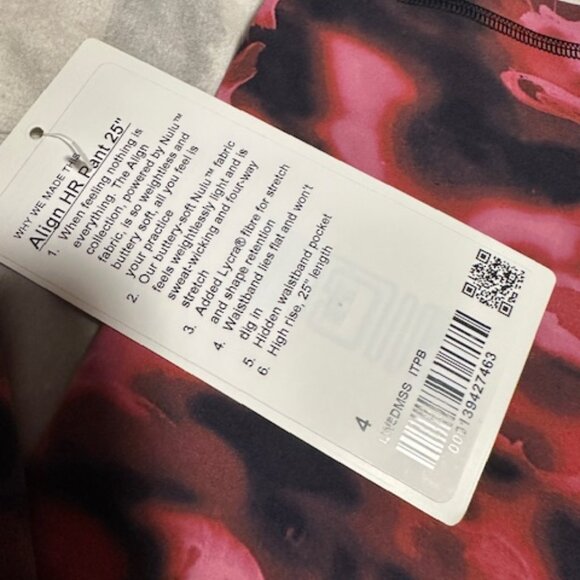 WHY WE MADE THE
Align HR Pant 25"
1. When feeling nothing is
everything. The Align
collection, powered by Nulu™
fabric, is so weightless and
buttery soft, all you feel is
your practice
2. Our buttery-soft Nulu™ fabric
feels weightlessly light and is
sweat-wicking and four-way
stretch
3. Added Lycra® fibre for stretch
and shape retention
4. Waistband lies flat and won't
dig in
5. Hidden waistband pocket
6. High rise, 25" length
4
ITPB